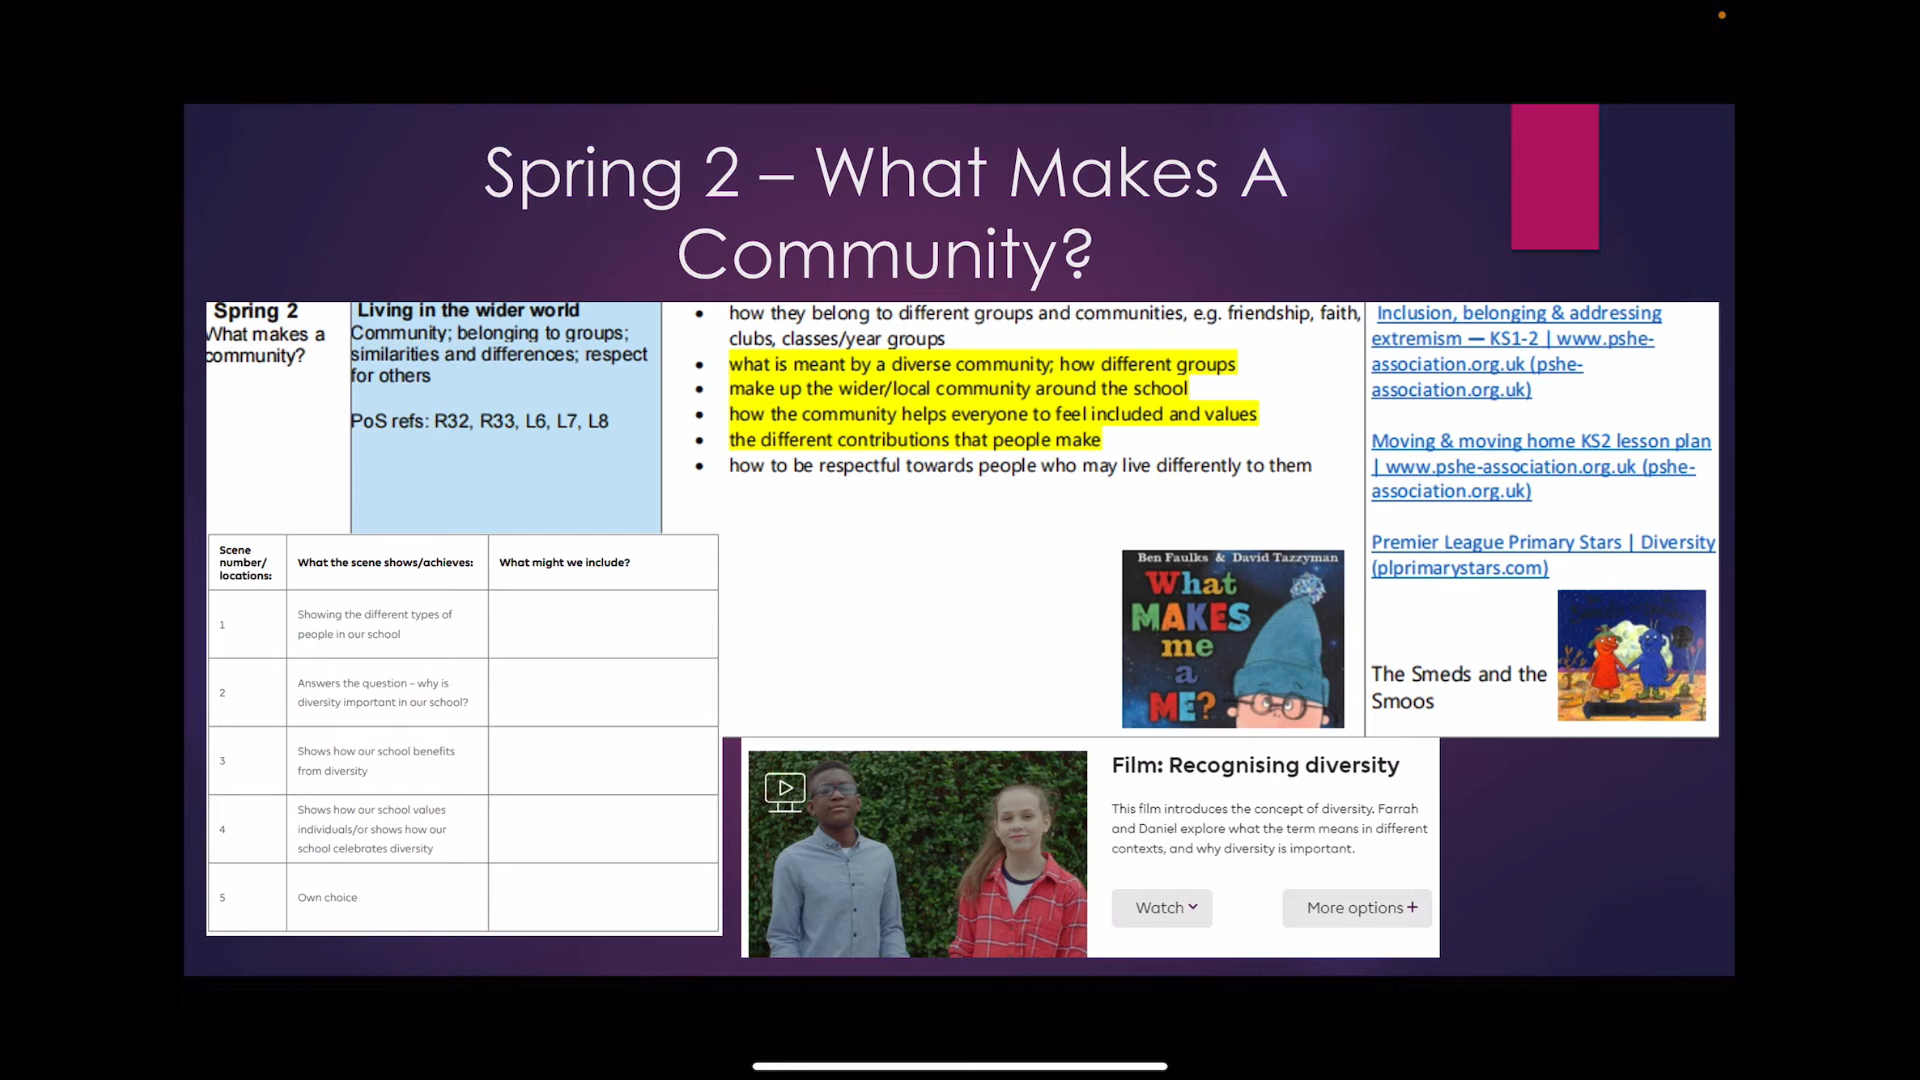 Spring 2 – What Makes A
Community?
Spring 2
What makes a
community?
Living in the wider world
Community; belonging to groups;
similarities and differences; respect
for others
PoS refs: R32, R33, L6, L7, L8
how they belong to different groups and communities, e.g. friendship, faith,
clubs, classes/year groups
what is meant by a diverse community; how different groups
make up the wider/local community around the school
how the community helps everyone to feel included and values
the different contributions that people make
how to be respectful towards people who may live differently to them
Inclusion, belonging & addressing
extremism — KS1-2 | www.pshe-
association.org.uk (pshe-
association.org.uk)
Moving & moving home KS2 lesson plan
| www.pshe-association.org.uk (pshe-
association.org.uk)
Premier League Primary Stars | Diversity
(plprimarystars.com)
The Smeds and the
Smoos
Scene
number/
locations:
What the scene shows/achieves:
What might we include?
1
Showing the different types of
people in our school
2
Answers the question – why is
diversity important in our school?
3
Shows how our school benefits
from diversity
4
Shows how our school values
individuals/or shows how our
school celebrates diversity
5
Own choice
Ben Faulks & David Tazzyman
What
MAKES
me
a
ME?
Film: Recognising diversity
This film introduces the concept of diversity. Farrah
and Daniel explore what the term means in different
contexts, and why diversity is important.
Watch
More options +